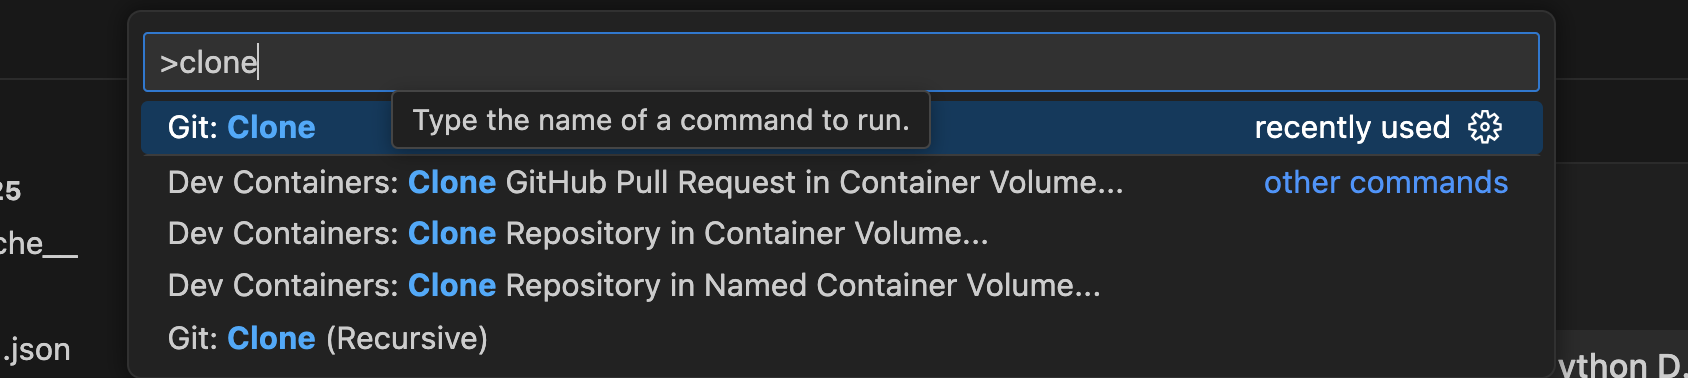 >clone
Type the name of a command to run.
Git: Clone
recently used
Dev Containers: Clone GitHub Pull Request in Container Volume...
other commands
Dev Containers: Clone Repository in Container Volume...
Dev Containers: Clone Repository in Named Container Volume...
Git: Clone (Recursive)
25
che__
.json
ython D.